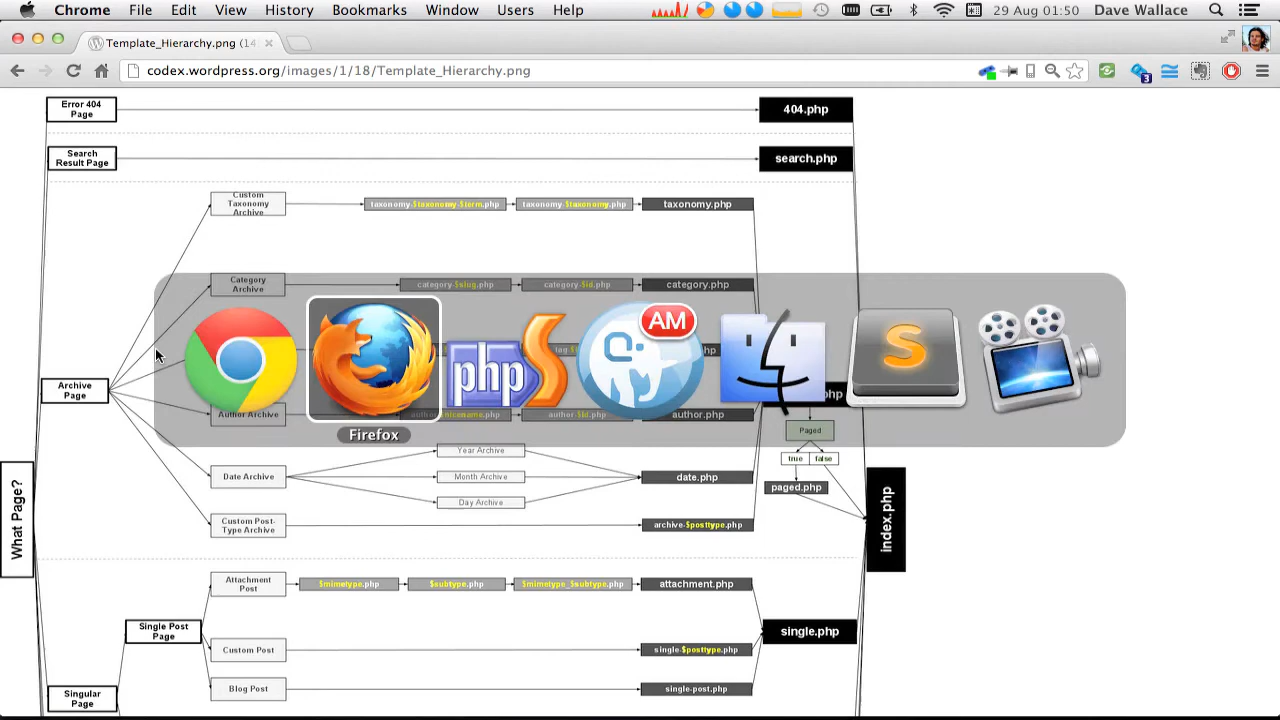 Chrome File Edit View History Bookmarks Window Users Help 29 Aug 01:50 Dave Wallace
Template_Hierarchy.png (14
codex.wordpress.org/images/1/18/Template_Hierarchy.png
3
Error 404
Page
404.php
Search
Result Page
search.php
Custom
Taxonomy
Archive
taxonomy-$taxonomy-$term.php
taxonomy-$taxonomy.php
taxonomy.php
Category
Archive
category-$slug.php
category-$id.php
category.php
AM
php
S
S
Firefox
Archive
Page
Author Archive
author-$nicename.php
author-$id.php
author.php
Paged
true
false
paged.php
Year Archive
Date Archive
Month Archive
date.php
Day Archive
Custom Post-
Type Archive
archive-$posttype.php
What Page?
index.php
Attachment
Post
$mimetype.php
$subtype.php
$mimetype_$subtype.php
attachment.php
Single Post
Page
single.php
Custom Post
single-$posttype.php
Blog Post
single-post.php
Singular
Page